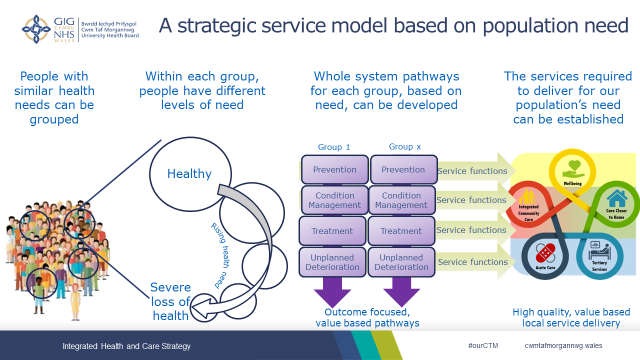 GIG
CYMRU
NHS
WALES
Bwrdd Iechyd Prifysgol
Cwm Taf Morgannwg
University Health Board
A strategic service model based on population need
People with
similar health
needs can be
grouped
Within each group,
people have different
levels of need
Whole system pathways
for each group, based on
need, can be developed
The services required
to deliver for our
population's need
can be established
Healthy
rising health
need
Severe
loss of
health
Group 1
Group x
Prevention
Prevention
Service functions
Condition
Management
Condition
Management
Service functions
Treatment
Treatment
Service functions
Unplanned
Deterioration
Unplanned
Deterioration
Service functions
Outcome focused,
value based pathways
Wellbeing
Integrated
Community
Care
Care Closer
to Home
Acute Care
Tertiary
Services
High quality, value based
local service delivery
Integrated Health and Care Strategy
#ourCTM
cwmtafmorgannwg.wales